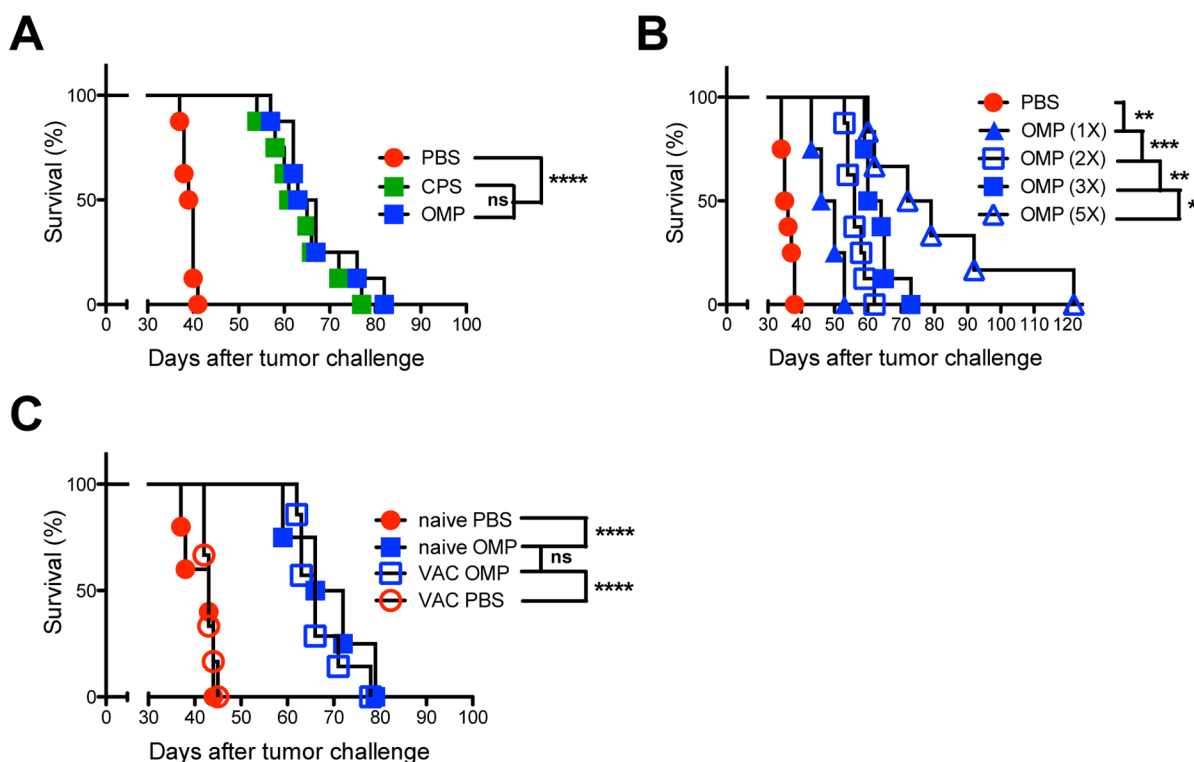 A
Survival (%)
100
50
0
0 30 40 50 60 70 80 90 100
Days after tumor challenge
PBS
CPS
OMP
ns
****
B
Survival (%)
100
50
0
0 30 40 50 60 70 80 90 100 110 120
Days after tumor challenge
PBS
OMP (1X)
OMP (2X)
OMP (3X)
OMP (5X)
**
***
**
*
C
Survival (%)
100
50
0
0 30 40 50 60 70 80 90 100
Days after tumor challenge
naive PBS
naive OMP
VAC OMP
VAC PBS
****
ns
****